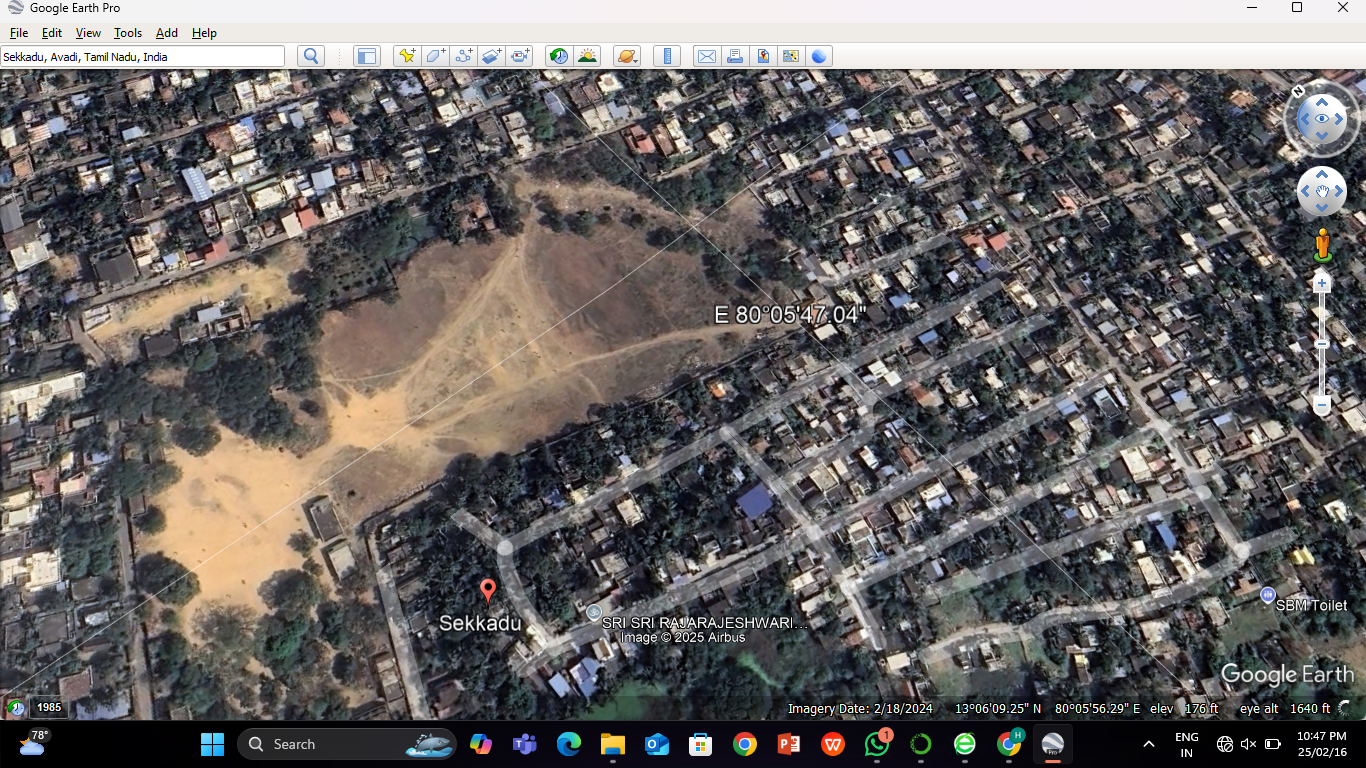 Google Earth Pro
File Edit View Tools Add Help
Sekkadu, Avadi, Tamil Nadu, India
N
E 80°05'47.04"
Sekkadu
SRI SRI RAJARAJESHWARI...
Image © 2025 Airbus
SBM Toilet
Google Earth
1985
Imagery Date: 2/18/2024 13°06'09.25" N 80°05'56.29" E elev 176 ft eye alt 1640 ft
78°
Search
1
H
Pro
ENG
IN
10:47 PM
25/02/16